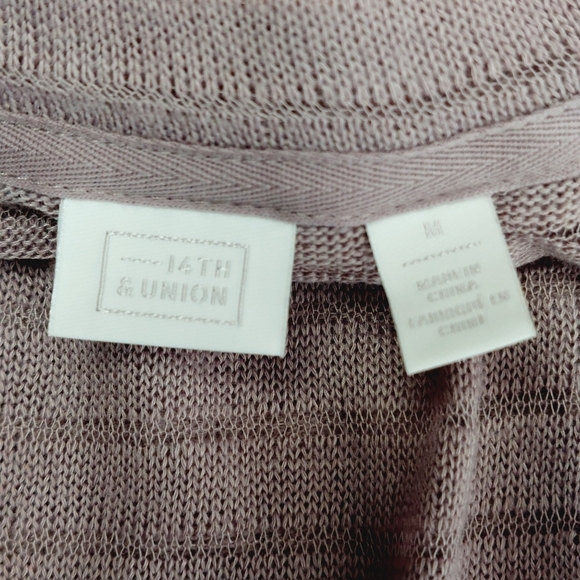 14TH
& UNION
M
MADE IN
CHINA
FABRIQUÉ EN
CHINE